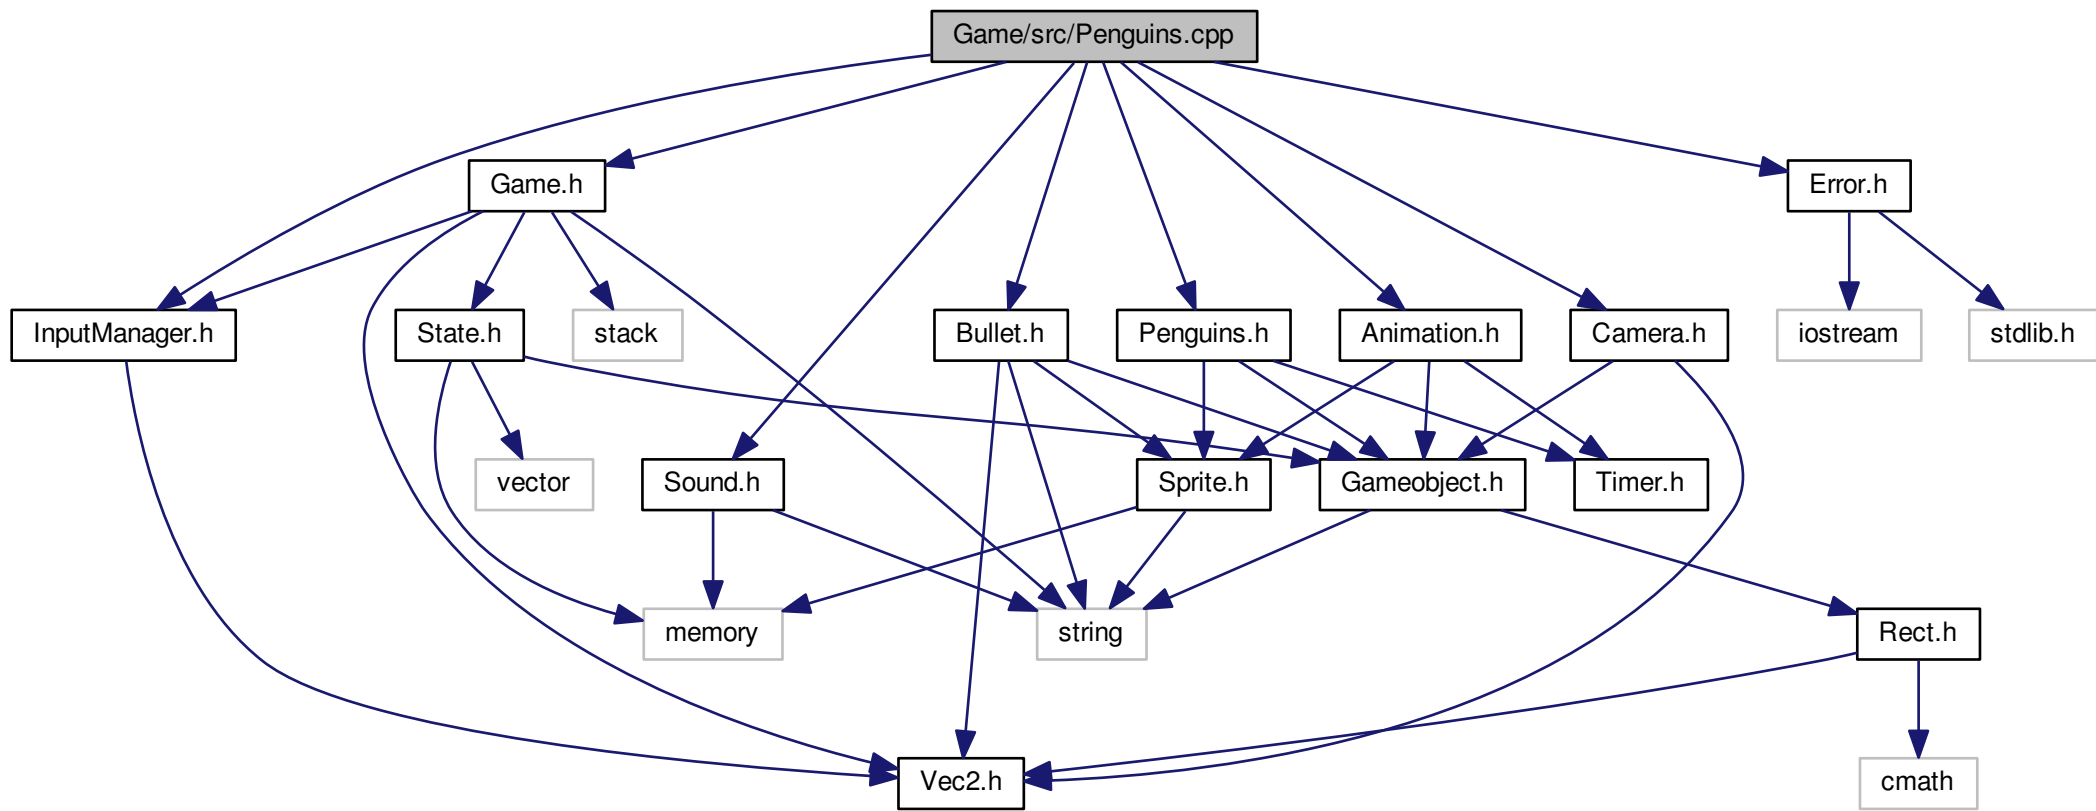 Game/src/Penguins.cpp
Game.h
Error.h
InputManager.h
State.h
stack
Bullet.h
Penguins.h
Animation.h
Camera.h
iostream
stdlib.h
vector
Sound.h
Sprite.h
Gameobject.h
Timer.h
memory
string
Rect.h
Vec2.h
cmath